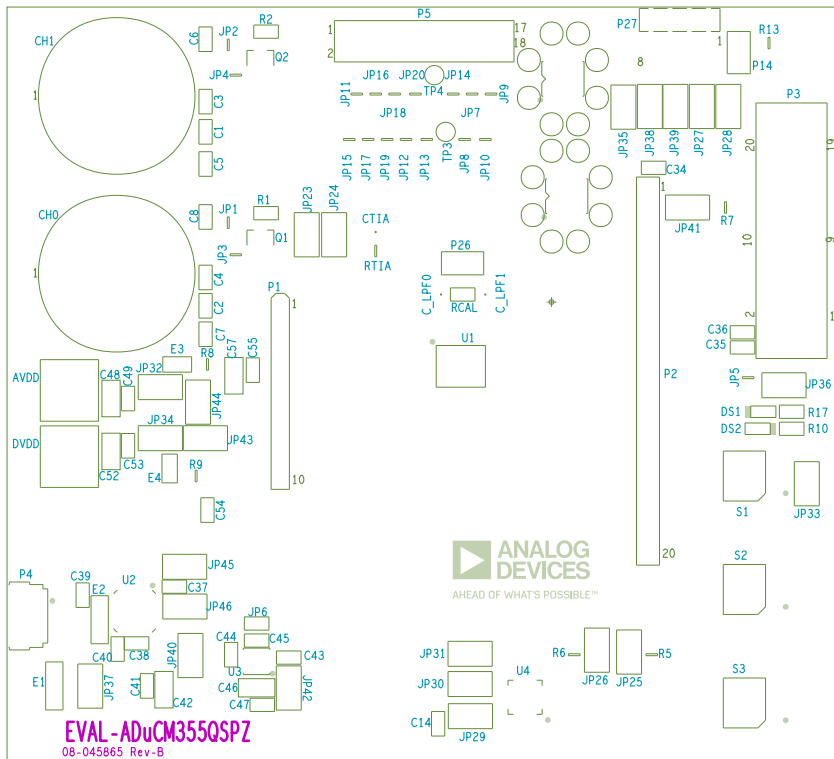 P5
P27
R2
R13
CH1
C6
JP2
1
17
Q2
2
18
1
P14
8
JP4
JP16
JP20
JP14
TP4
JP11
JP9
P3
1
C3
JP18
JP7
JP35
JP38
JP39
JP27
JP28
C1
20
19
JP15
JP17
JP19
JP12
JP13
TP3
JP8
JP10
C5
C34
1
R1
JP23
JP24
CH0
C8
JP1
CTIA
JP41
R7
Q1
10
9
JP3
P26
RTIA
1
C4
C_LPF0
RCAL
C_LPF1
P1
1
C2
2
1
C7
C36
U1
C35
E3
R8
C57
C55
AVDD
JP32
C48
C49
P2
JP5
JP36
JP44
DS1
R17
JP34
DVDD
JP43
DS2
R10
C52
C53
E4
R9
10
S1
JP33
C54
ANALOG
DEVICES
20
S2
AHEAD OF WHAT'S POSSIBLE™
P4
C39
U2
JP45
E2
C37
JP46
JP6
C44
C45
C40
C38
JP40
C43
JP31
R6
R5
U3
U4
S3
E1
JP37
C41
C42
C46
JP42
JP30
JP26
JP25
C47
C14
JP29
EVAL-ADuCM355QSPZ
08-045865 Rev-B